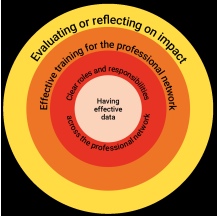 Evaluating or reflecting on impact
Effective training for the professional network
Clear roles and responsibilities
across the professional network
Having
effective
data